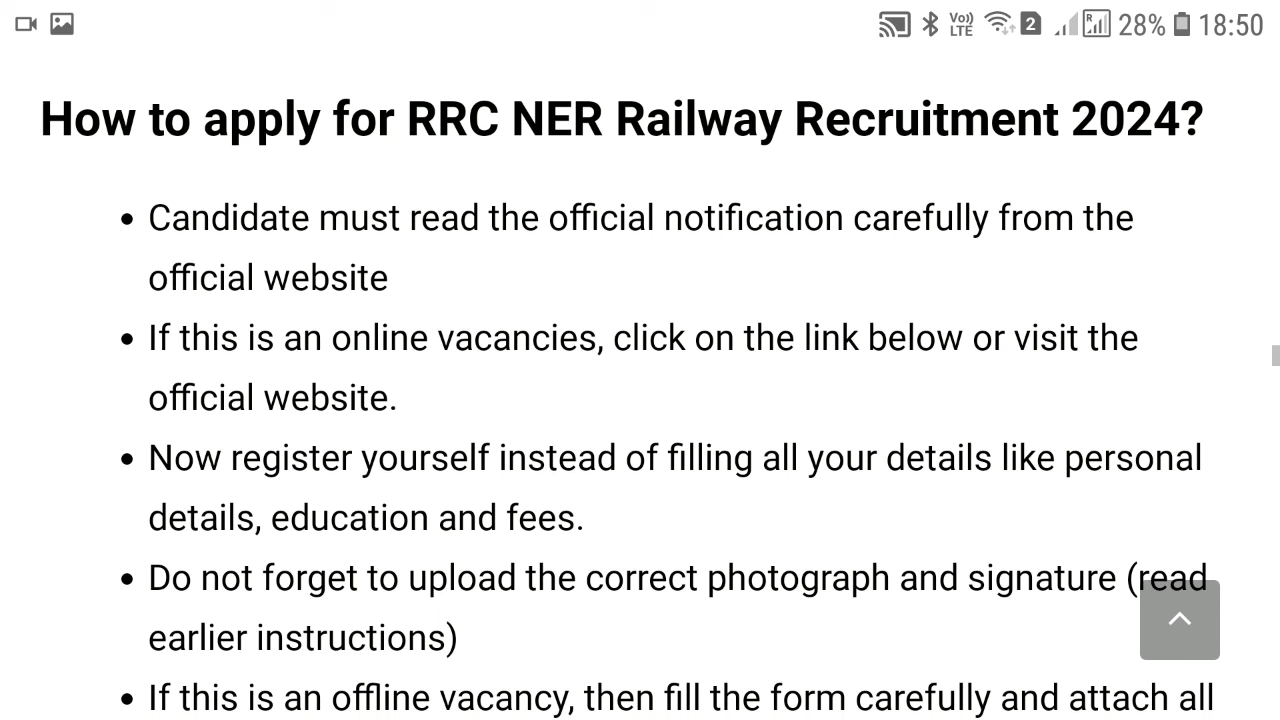 Vo))
LTE
2
R
28%
18:50
How to apply for RRC NER Railway Recruitment 2024?
• Candidate must read the official notification carefully from the
official website
• If this is an online vacancies, click on the link below or visit the
official website.
• Now register yourself instead of filling all your details like personal
details, education and fees.
• Do not forget to upload the correct photograph and signature (read
earlier instructions)
• If this is an offline vacancy, then fill the form carefully and attach all